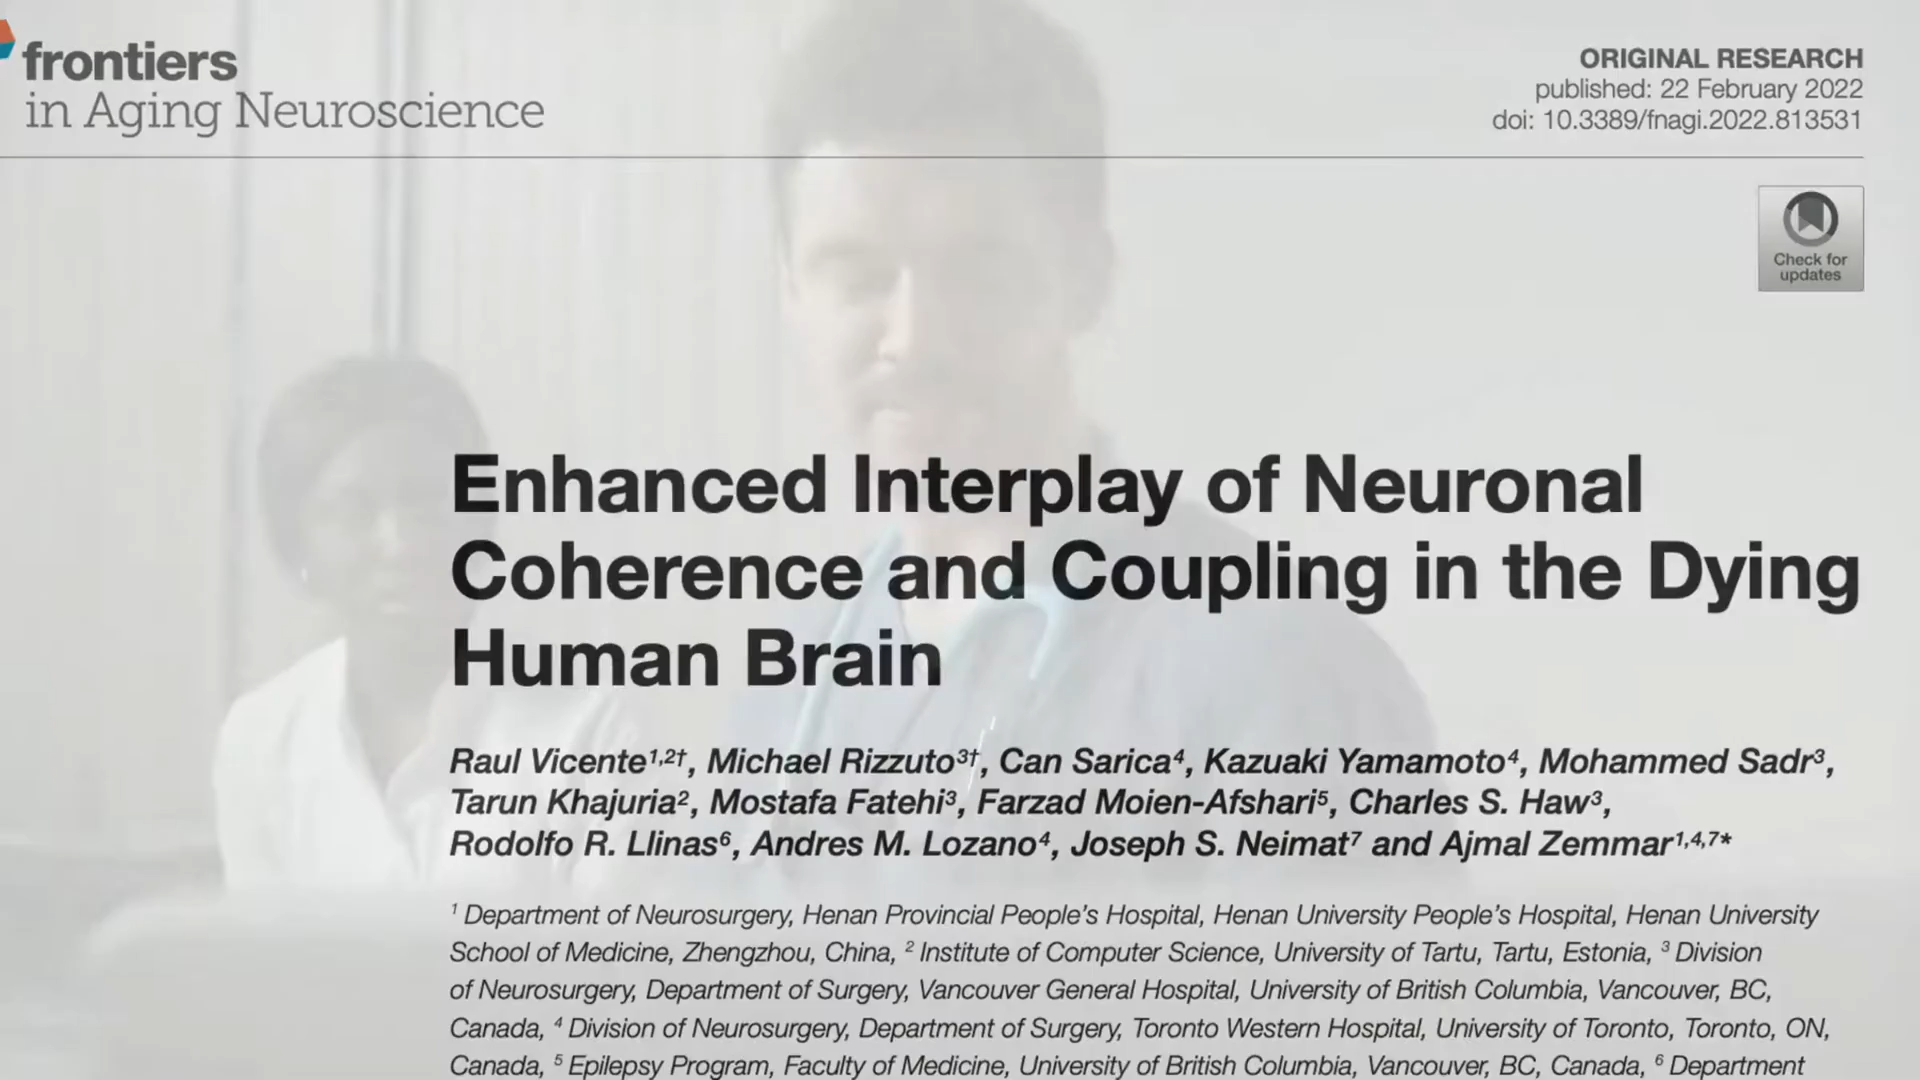 frontiers
in Aging Neuroscience
ORIGINAL RESEARCH
published: 22 February 2022
doi: 10.3389/fnagi.2022.813531
Check for
updates
Enhanced Interplay of Neuronal
Coherence and Coupling in the Dying
Human Brain
Raul Vicente1,2†, Michael Rizzuto3†, Can Sarica4, Kazuaki Yamamoto4, Mohammed Sadr3,
Tarun Khajuria2, Mostafa Fatehi3, Farzad Moien-Afshari5, Charles S. Haw3,
Rodolfo R. Llinas6, Andres M. Lozano4, Joseph S. Neimat7 and Ajmal Zemmar1,4,7*
1 Department of Neurosurgery, Henan Provincial People's Hospital, Henan University People's Hospital, Henan University
School of Medicine, Zhengzhou, China, 2 Institute of Computer Science, University of Tartu, Tartu, Estonia, 3 Division
of Neurosurgery, Department of Surgery, Vancouver General Hospital, University of British Columbia, Vancouver, BC,
Canada, 4 Division of Neurosurgery, Department of Surgery, Toronto Western Hospital, University of Toronto, Toronto, ON,
Canada, 5 Epilepsy Program, Faculty of Medicine, University of British Columbia, Vancouver, BC, Canada, 6 Department